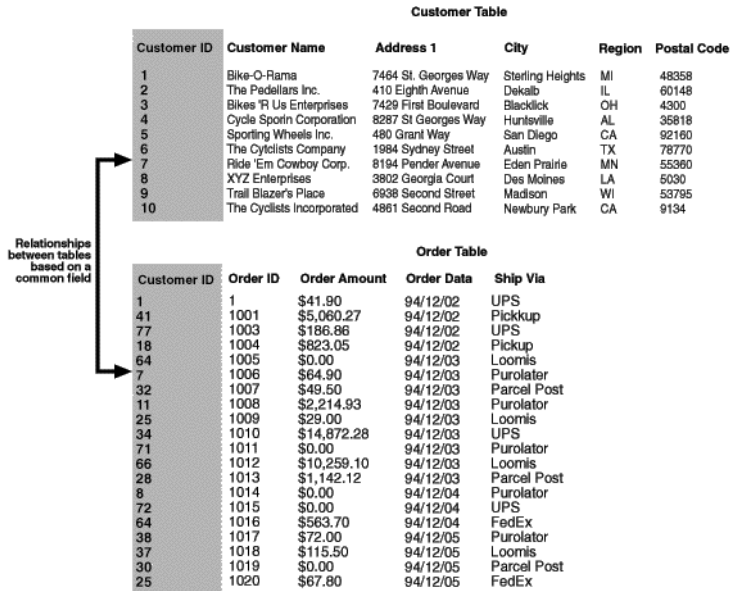 Customer Table
Customer ID Customer Name Address 1 City Region Postal Code
1 Bike-O-Rama 7464 St. Georges Way Sterling Heights MI 48358
2 The Pedellars Inc. 410 Eighth Avenue Dekalb IL 60148
3 Bikes 'R Us Enterprises 7429 First Boulevard Blacklick OH 4300
4 Cycle Sporin Corporation 8287 St Georges Way Huntsville AL 35818
5 Sporting Wheels Inc. 480 Grant Way San Diego CA 92160
6 The Cytclists Company 1984 Sydney Street Austin TX 78770
7 Ride 'Em Cowboy Corp. 8194 Pender Avenue Eden Prairie MN 55360
8 XYZ Enterprises 3802 Georgia Court Des Moines LA 5030
9 Trail Blazer's Place 6938 Second Street Madison WI 53795
10 The Cyclists Incorporated 4861 Second Road Newbury Park CA 9134
Relationships
between tables
based on a
common field
Order Table
Customer ID Order ID Order Amount Order Data Ship Via
1 1 $41.90 94/12/02 UPS
41 1001 $5,060.27 94/12/02 Pickkup
77 1003 $186.86 94/12/02 UPS
18 1004 $823.05 94/12/02 Pickup
64 1005 $0.00 94/12/03 Loomis
7 1006 $64.90 94/12/03 Purolater
32 1007 $49.50 94/12/03 Parcel Post
11 1008 $2,214.93 94/12/03 Purolator
25 1009 $29.00 94/12/03 Loomis
34 1010 $14,872.28 94/12/03 UPS
71 1011 $0.00 94/12/03 Purolator
66 1012 $10,259.10 94/12/03 Loomis
28 1013 $1,142.12 94/12/03 Parcel Post
8 1014 $0.00 94/12/04 Purolator
72 1015 $0.00 94/12/04 UPS
64 1016 $563.70 94/12/04 FedEx
38 1017 $72.00 94/12/05 Purolator
37 1018 $115.50 94/12/05 Loomis
30 1019 $0.00 94/12/05 Parcel Post
25 1020 $67.80 94/12/05 FedEx